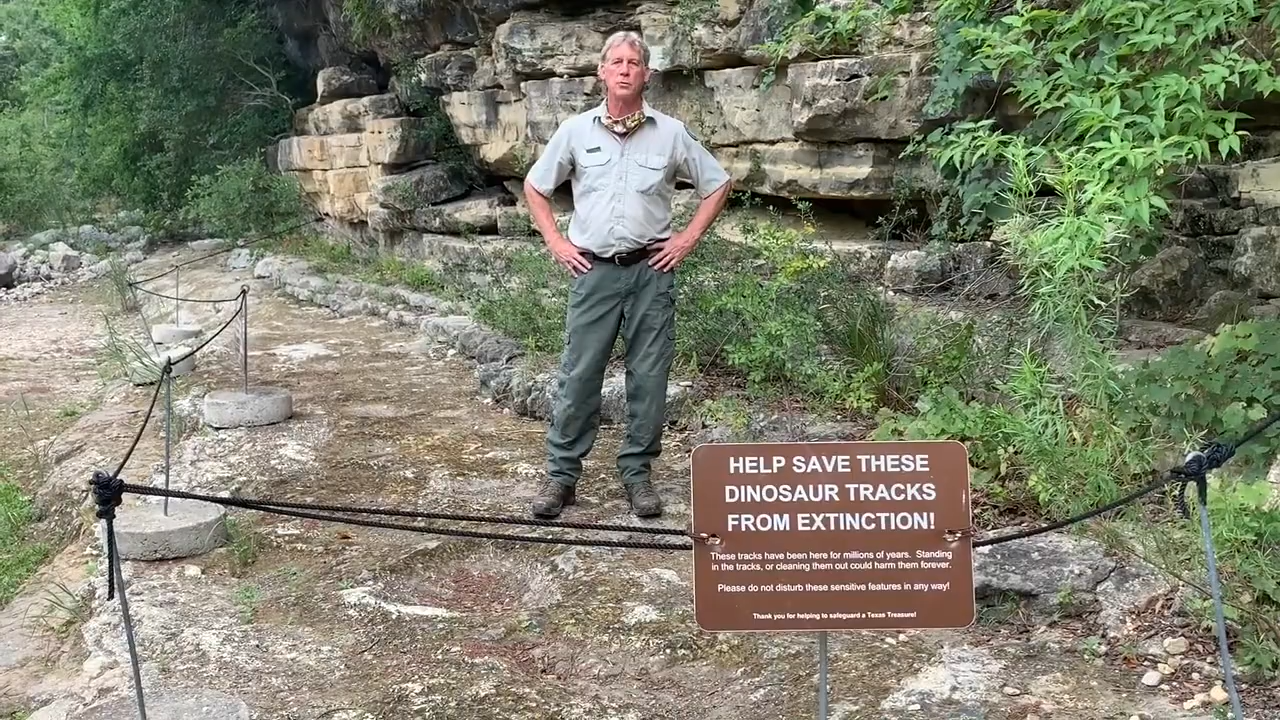 HELP SAVE THESE
DINOSAUR TRACKS
FROM EXTINCTION!
These tracks have been here for millions of years. Standing
in the tracks, or cleaning them out could harm them forever.
Please do not disturb these sensitive features in any way!
Thank you for helping to safeguard a Texas Treasure!